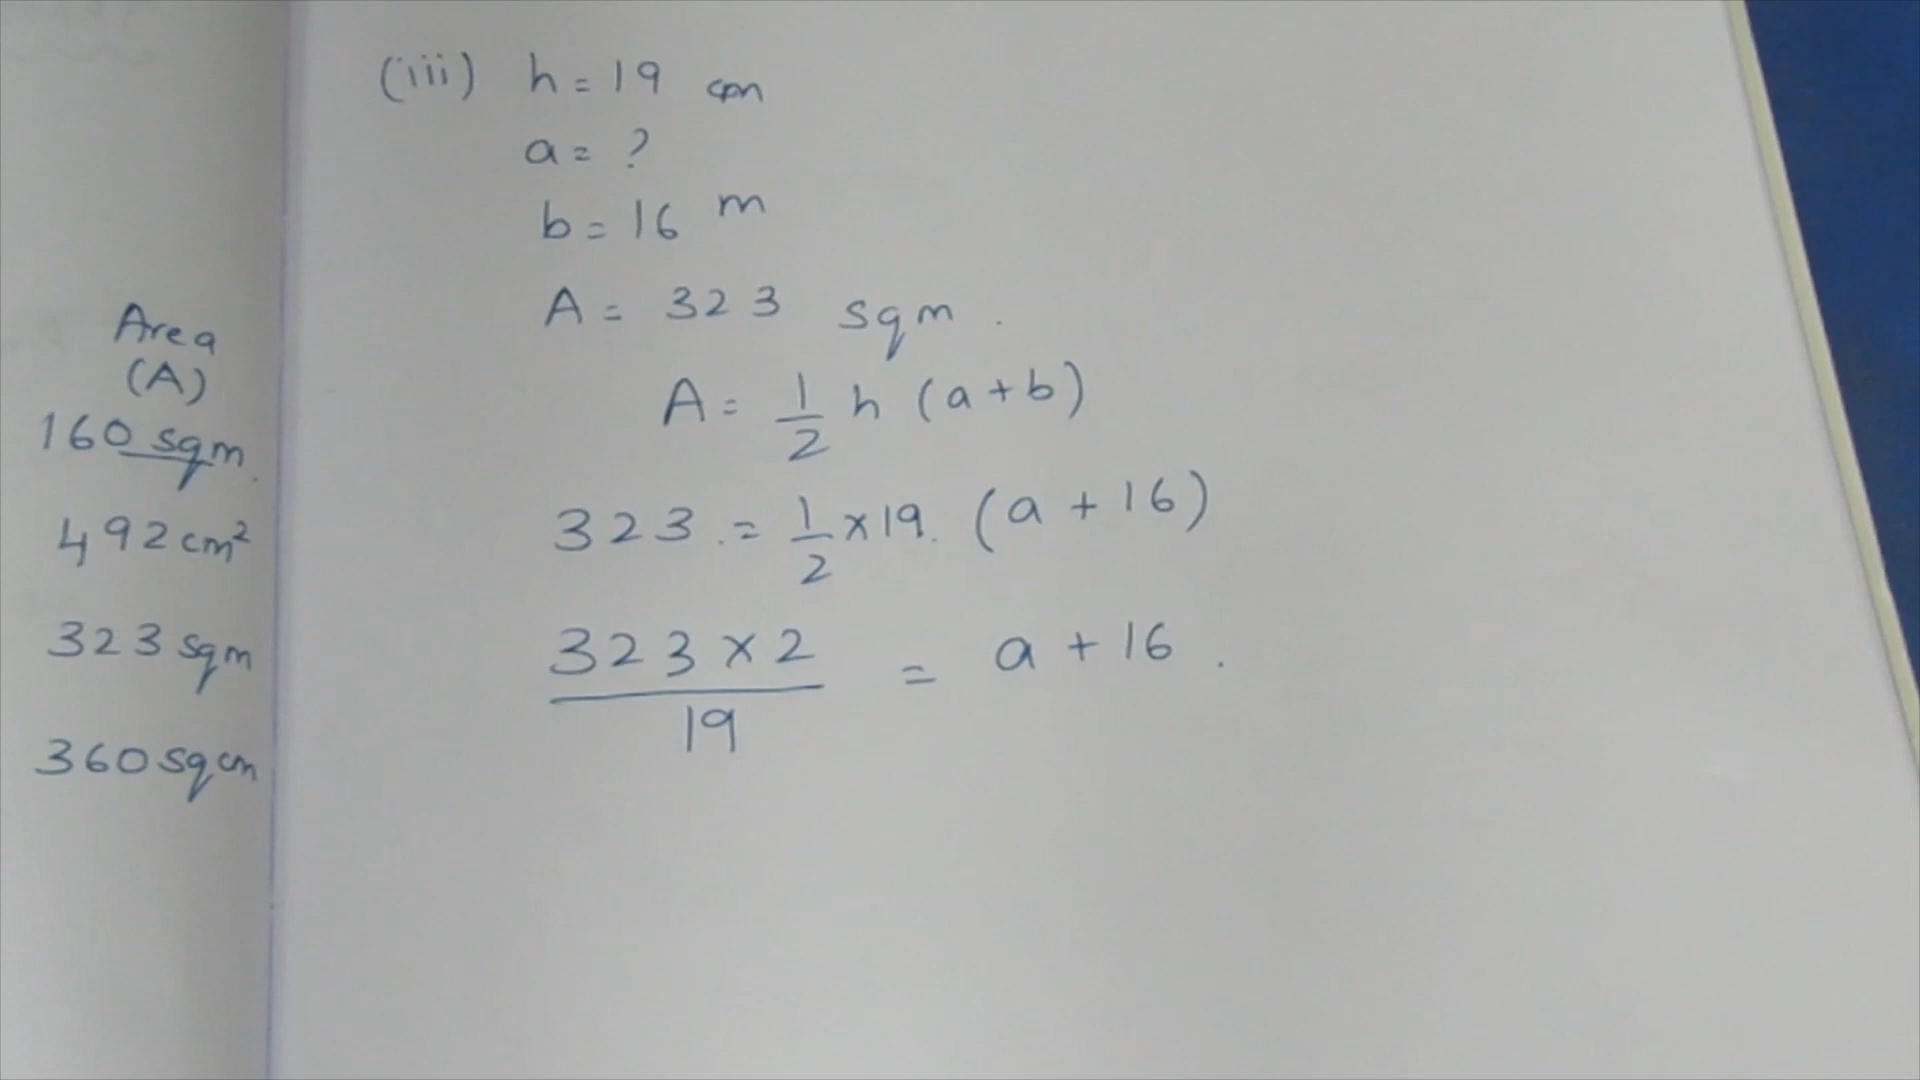 Area
(A)
160 sqm.
492 cm²
323 sqm
360 sqcm
(iii) h = 19 cm
a = ?
b = 16 m
A = 323 sqm.
A = 1/2 h (a + b)
323 = 1/2 × 19. (a + 16)
323 × 2 / 19 = a + 16.